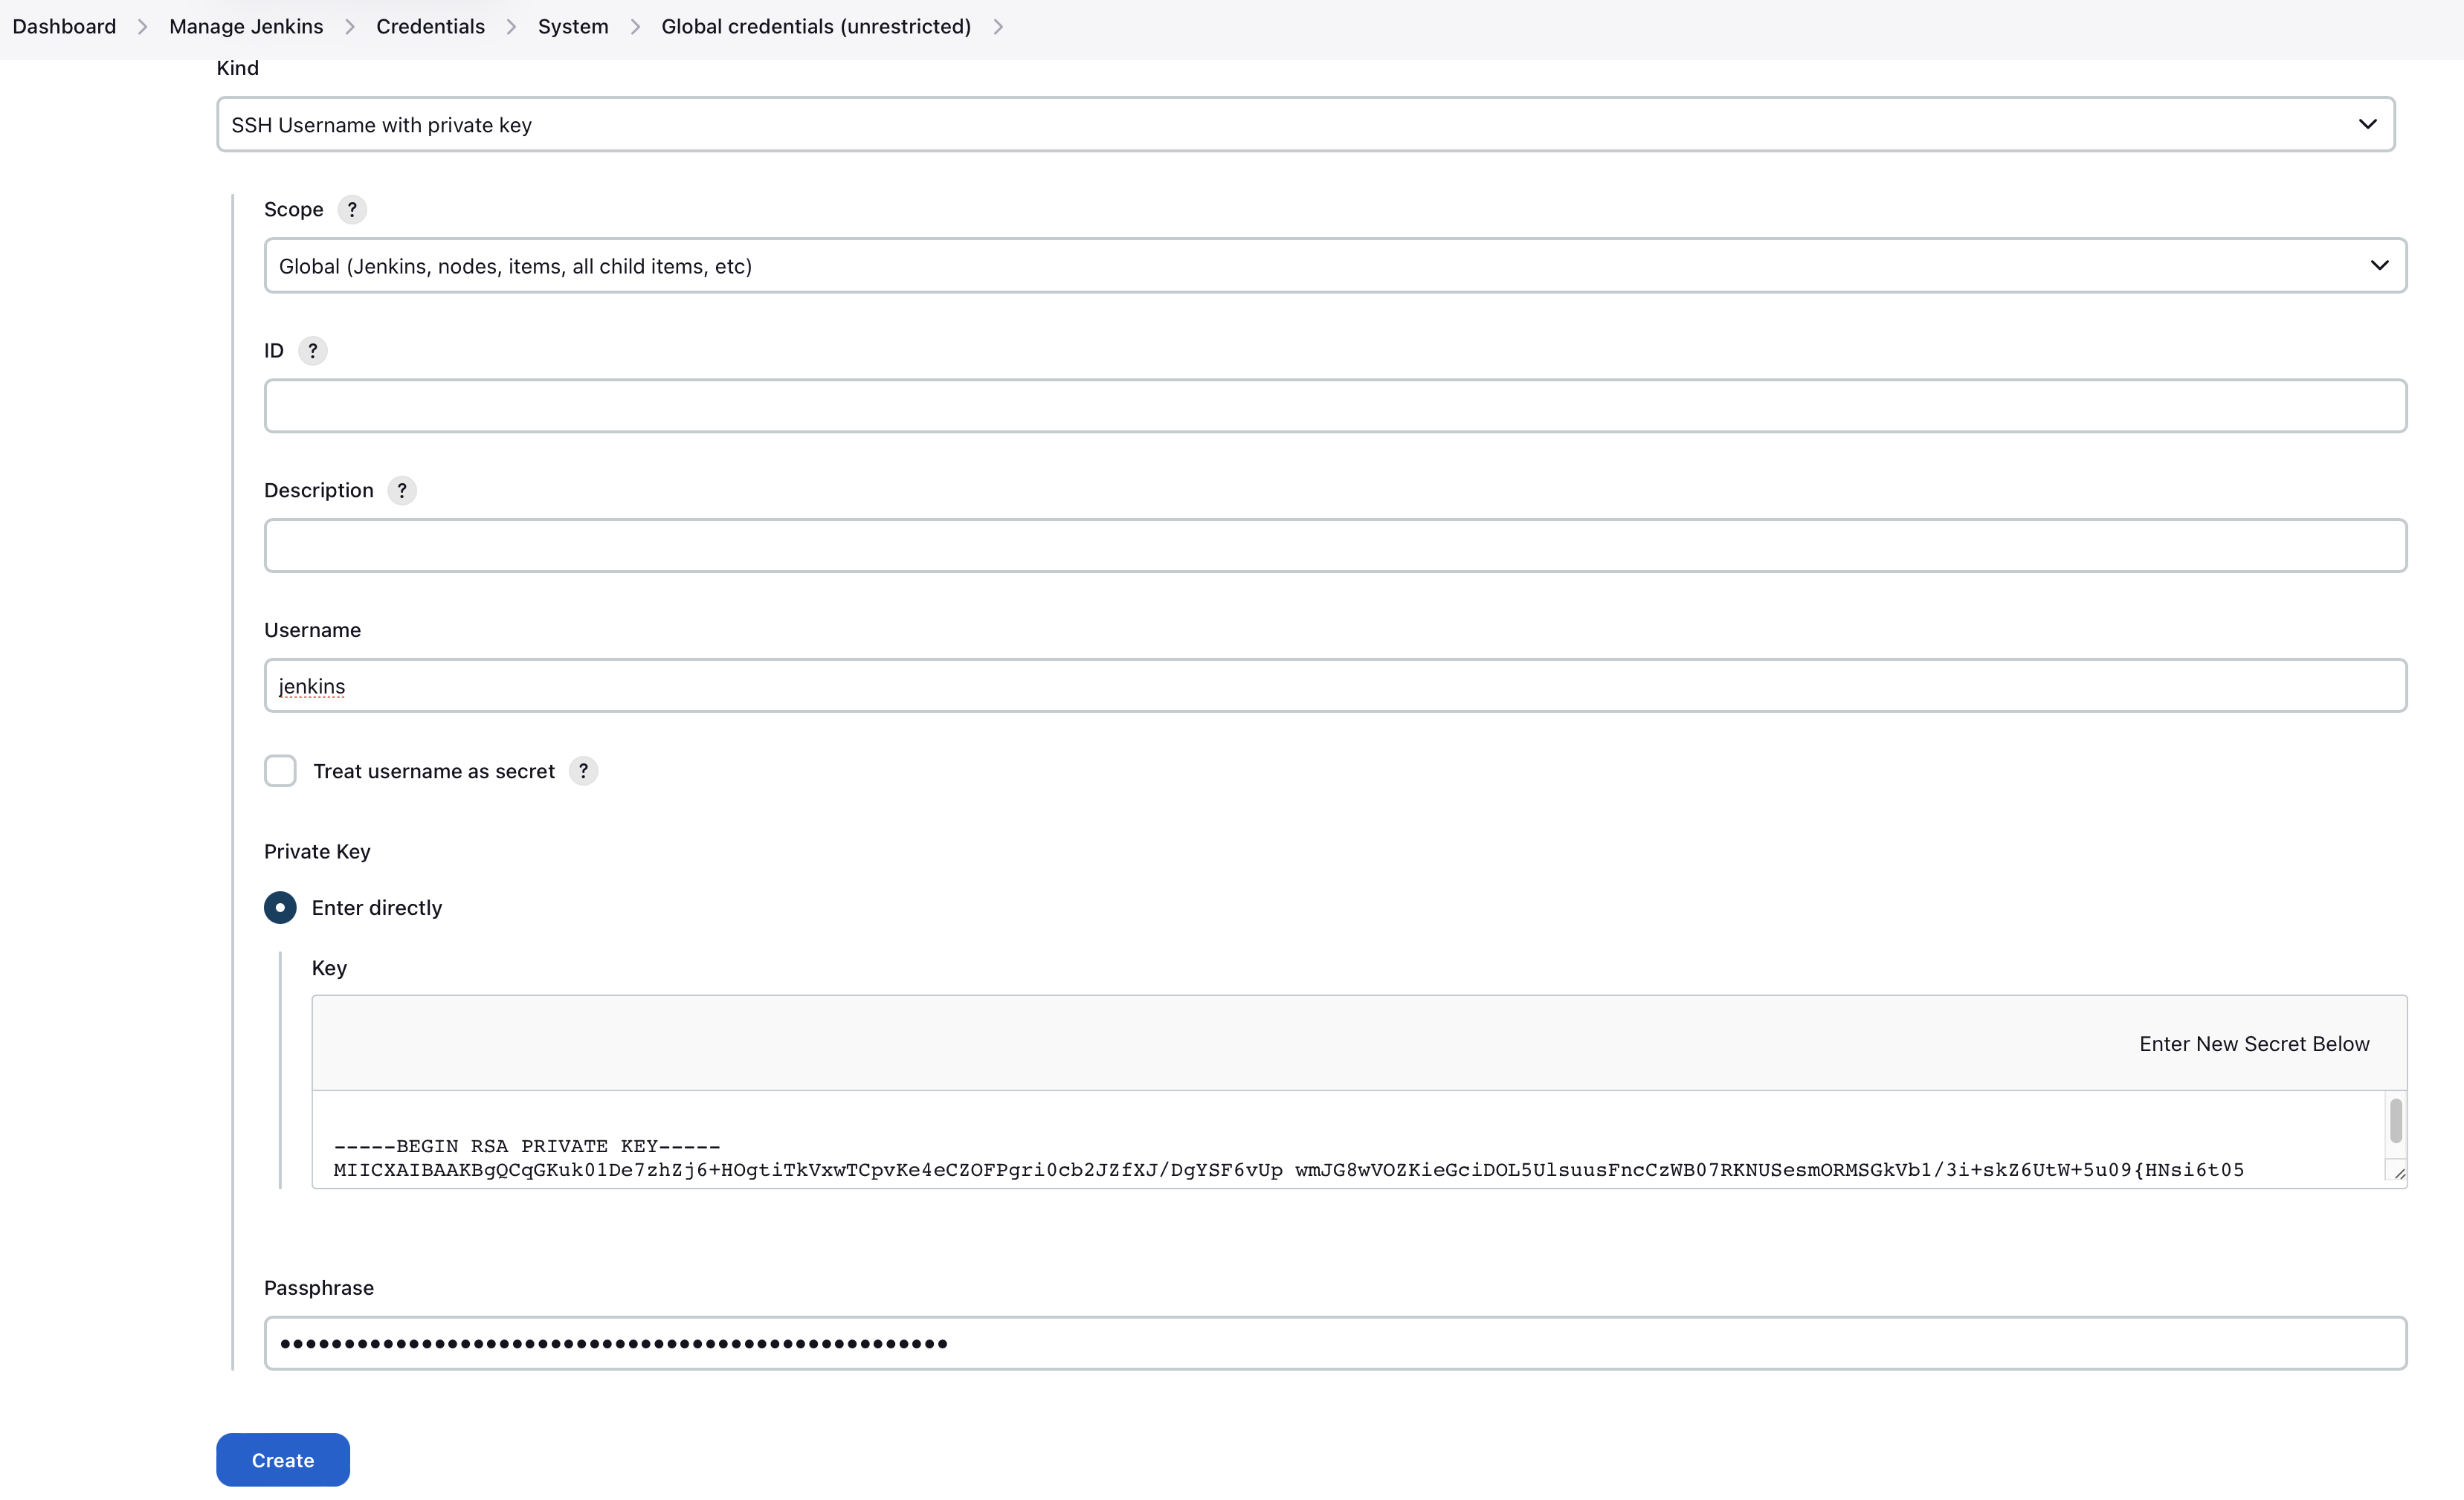 Dashboard > Manage Jenkins > Credentials > System > Global credentials (unrestricted) >
Kind
SSH Username with private key
Scope ?
Global (Jenkins, nodes, items, all child items, etc)
ID ?
Description ?
Username
jenkins
Treat username as secret ?
Private Key
Enter directly
Key
Enter New Secret Below
-----BEGIN RSA PRIVATE KEY-----
MIICXAIBAAKBgQCqGKuk01De7zhZj6+HOgtiTkVxwTCpvKe4eCZOFPgri0cb2JZfXJ/DgYSF6vUp wmJG8wVOZKieGciDOL5UlsuusFncCzWB07RKNUSesmORMSGkVb1/3i+skZ6UtW+5u09{HNsi6t05
Passphrase
••••••••••••••••••••••••••••••••••••••••••••••••••••
Create